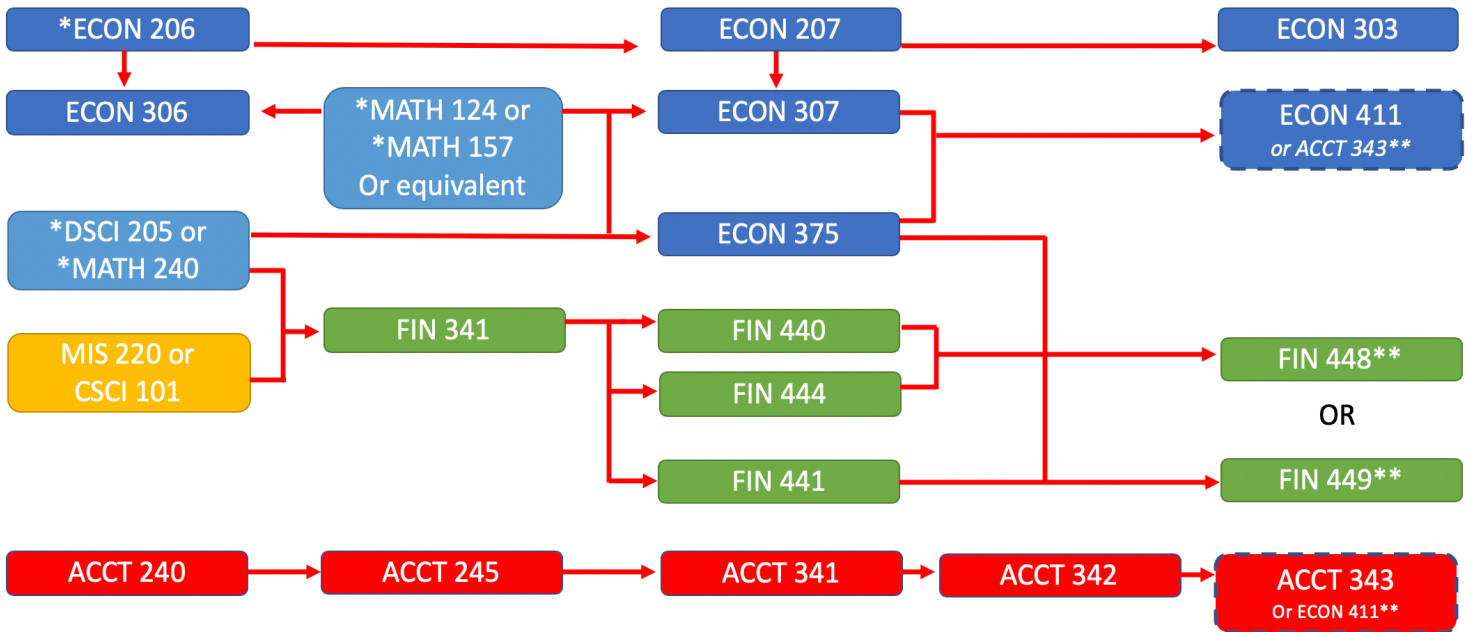 *ECON 206
ECON 207
ECON 303
ECON 306
*MATH 124 or
*MATH 157
Or equivalent
ECON 307
ECON 411
or ACCT 343**
*DSCI 205 or
*MATH 240
ECON 375
MIS 220 or
CSCI 101
FIN 341
FIN 440
FIN 444
FIN 441
FIN 448**
OR
FIN 449**
ACCT 240
ACCT 245
ACCT 341
ACCT 342
ACCT 343
Or ECON 411**